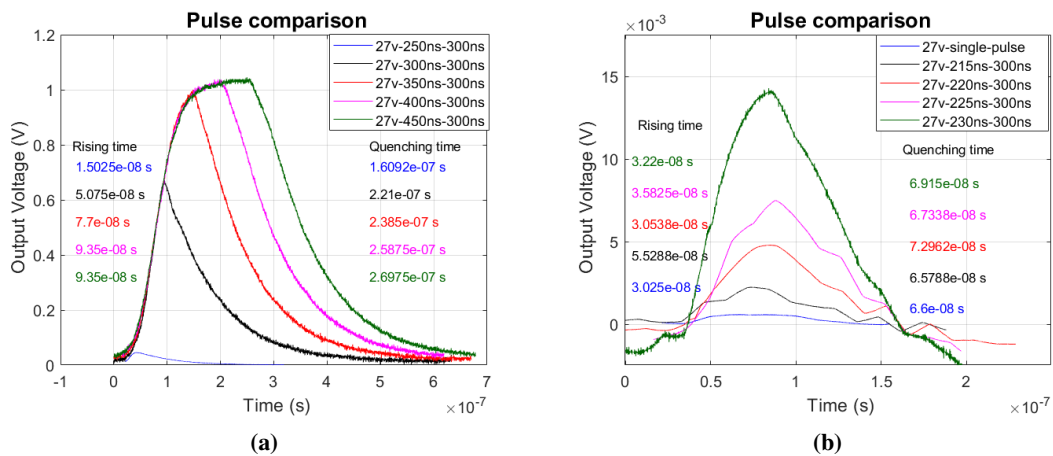 Pulse comparison
1.2
1
0.8
0.6
0.4
0.2
0
Output Voltage (V)
27v-250ns-300ns
27v-300ns-300ns
27v-350ns-300ns
27v-400ns-300ns
27v-450ns-300ns
Rising time
1.5025e-08 s
5.075e-08 s
7.7e-08 s
9.35e-08 s
9.35e-08 s
Quenching time
1.6092e-07 s
2.21e-07 s
2.385e-07 s
2.5875e-07 s
2.6975e-07 s
-1 0 1 2 3 4 5 6 7
Time (s)
×10⁻⁷
(a)
Pulse comparison
×10⁻³
15
10
5
0
Output Voltage (V)
27v-single-pulse
27v-215ns-300ns
27v-220ns-300ns
27v-225ns-300ns
27v-230ns-300ns
Rising time
3.22e-08 s
3.5825e-08 s
3.0538e-08 s
5.5288e-08 s
3.025e-08 s
Quenching time
6.915e-08 s
6.7338e-08 s
7.2962e-08 s
6.5788e-08 s
6.6e-08 s
0 0.5 1 1.5 2
Time (s)
×10⁻⁷
(b)